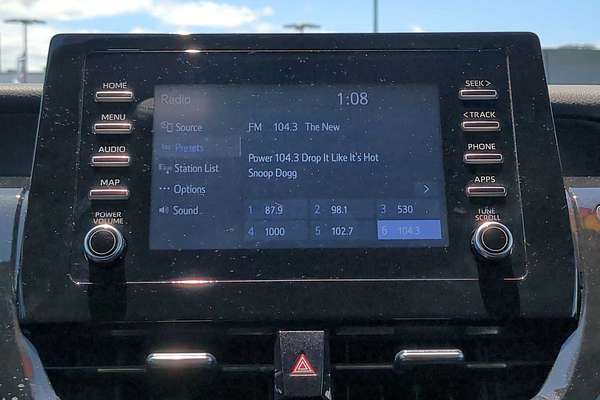 HOME
MENU
AUDIO
MAP
POWER
VOLUME
Radio 1:08
Source
Presets
Station List
Options
Sound
FM 104.3 The New
Power 104.3 Drop It Like It's Hot
Snoop Dogg
>
1 87.9 2 98.1 3 530
4 1000 5 102.7 6 104.3
SEEK >
< TRACK
PHONE
APPS
TUNE
SCROLL